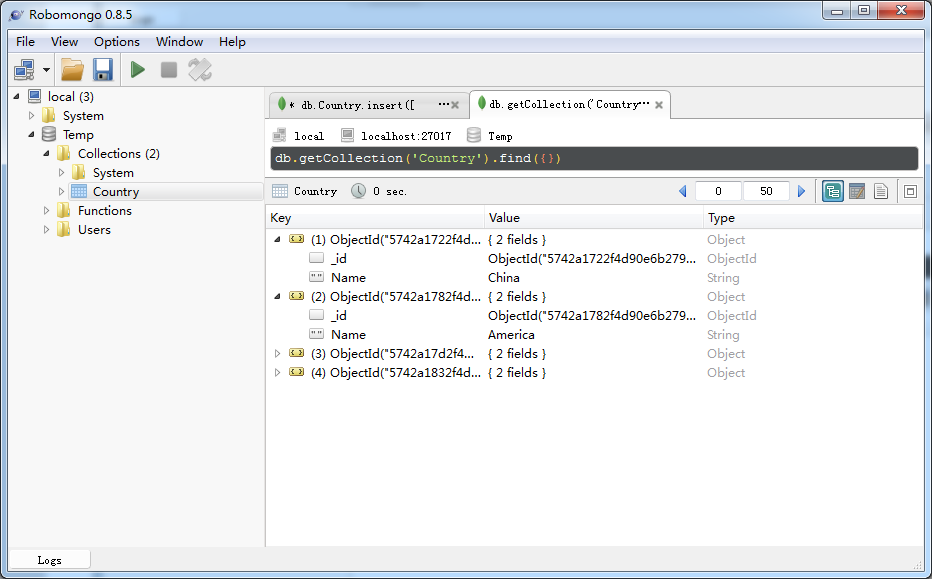 Robomongo 0.8.5
File View Options Window Help
local (3)
System
Temp
Collections (2)
System
Country
Functions
Users
* db.Country.insert([ ···
db.getCollection('Country···
local localhost:27017 Temp
db.getCollection('Country').find({})
Country 0 sec. 0 50
Key Value Type
(1) ObjectId("5742a1722f4d... { 2 fields } Object
_id ObjectId("5742a1722f4d90e6b279... ObjectId
" " Name China String
(2) ObjectId("5742a1782f4d... { 2 fields } Object
_id ObjectId("5742a1782f4d90e6b279... ObjectId
" " Name America String
(3) ObjectId("5742a17d2f4... { 2 fields } Object
(4) ObjectId("5742a1832f4d... { 2 fields } Object
Logs